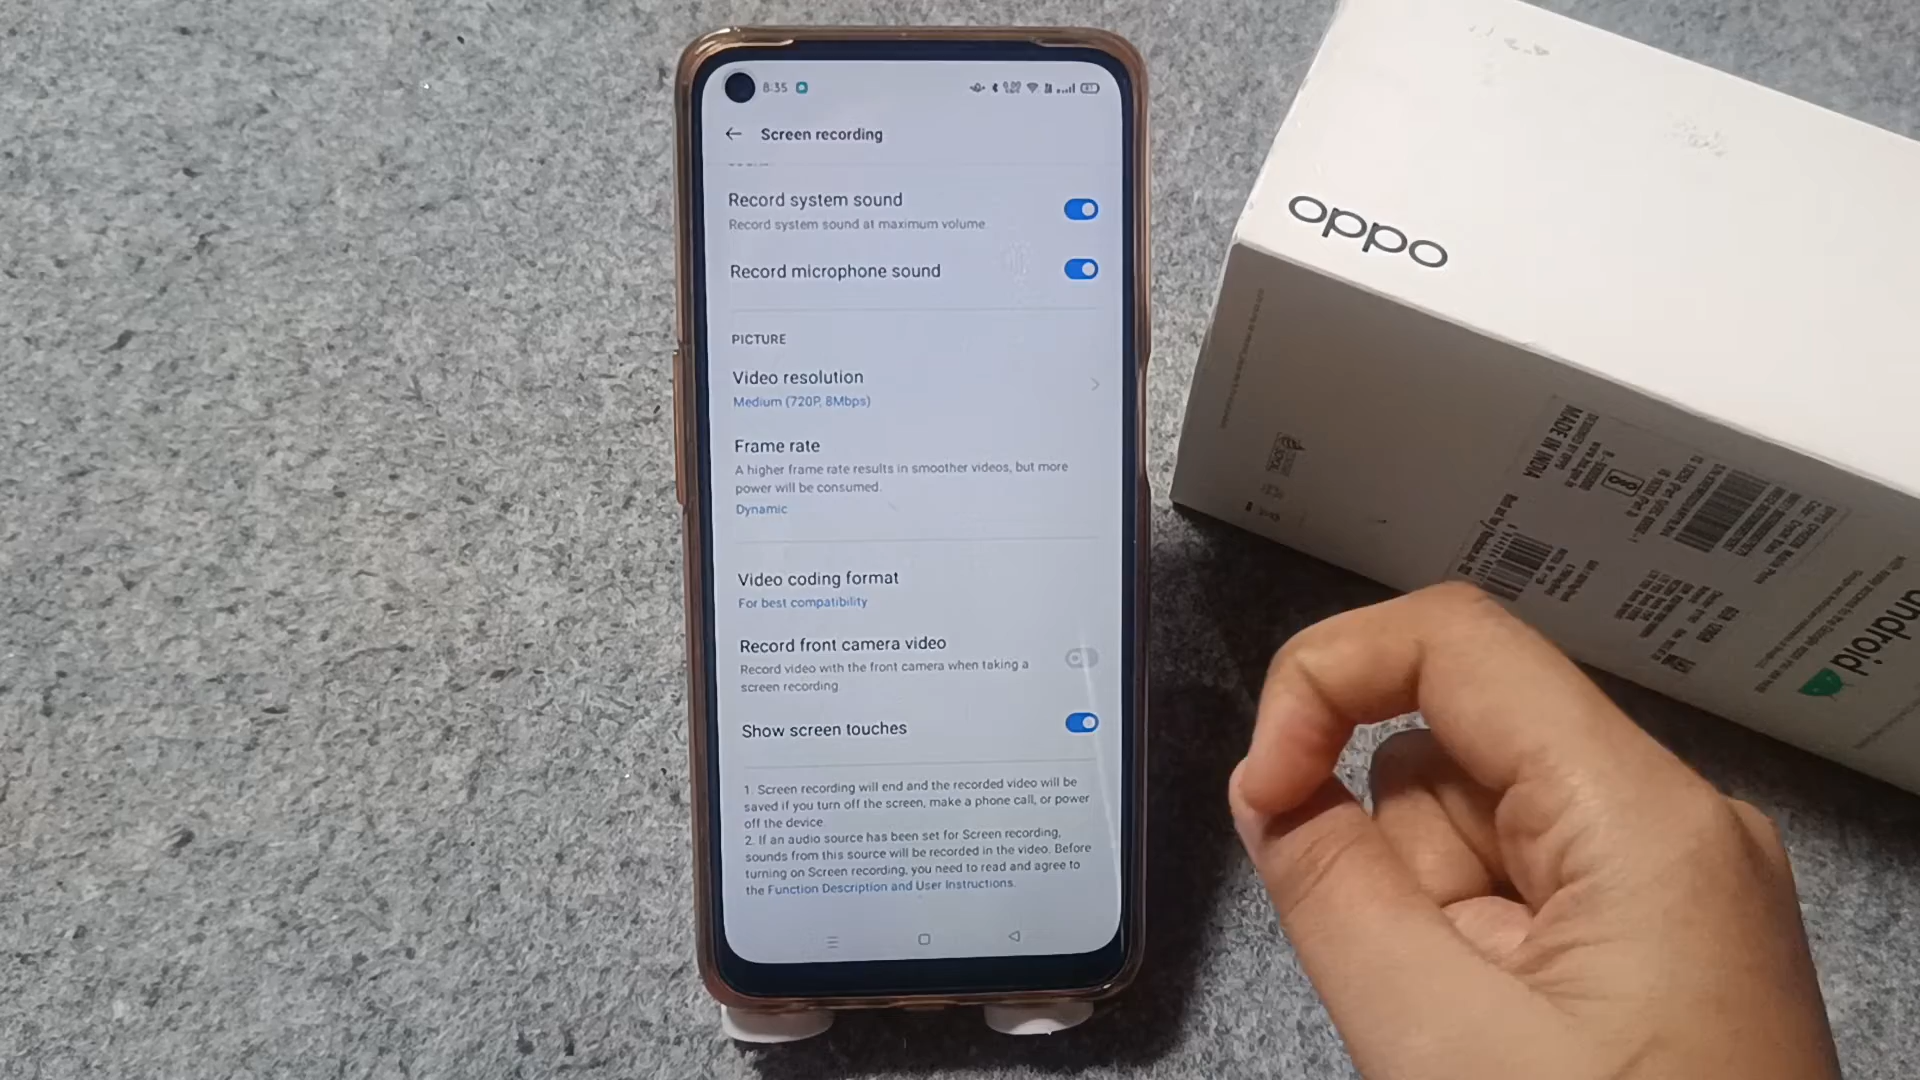 8:35
Screen recording
Record system sound
Record system sound at maximum volume
Record microphone sound
PICTURE
Video resolution
Medium (720P, 8Mbps)
Frame rate
A higher frame rate results in smoother videos, but more
power will be consumed.
Dynamic
Video coding format
For best compatibility
Record front camera video
Record video with the front camera when taking a
screen recording
Show screen touches
1. Screen recording will end and the recorded video will be
saved if you turn off the screen, make a phone call, or power
off the device
2. If an audio source has been set for Screen recording,
sounds from this source will be recorded in the video. Before
turning on Screen recording, you need to read and agree to
the Function Description and User Instructions.
oppo
MADE IN INDIA
android